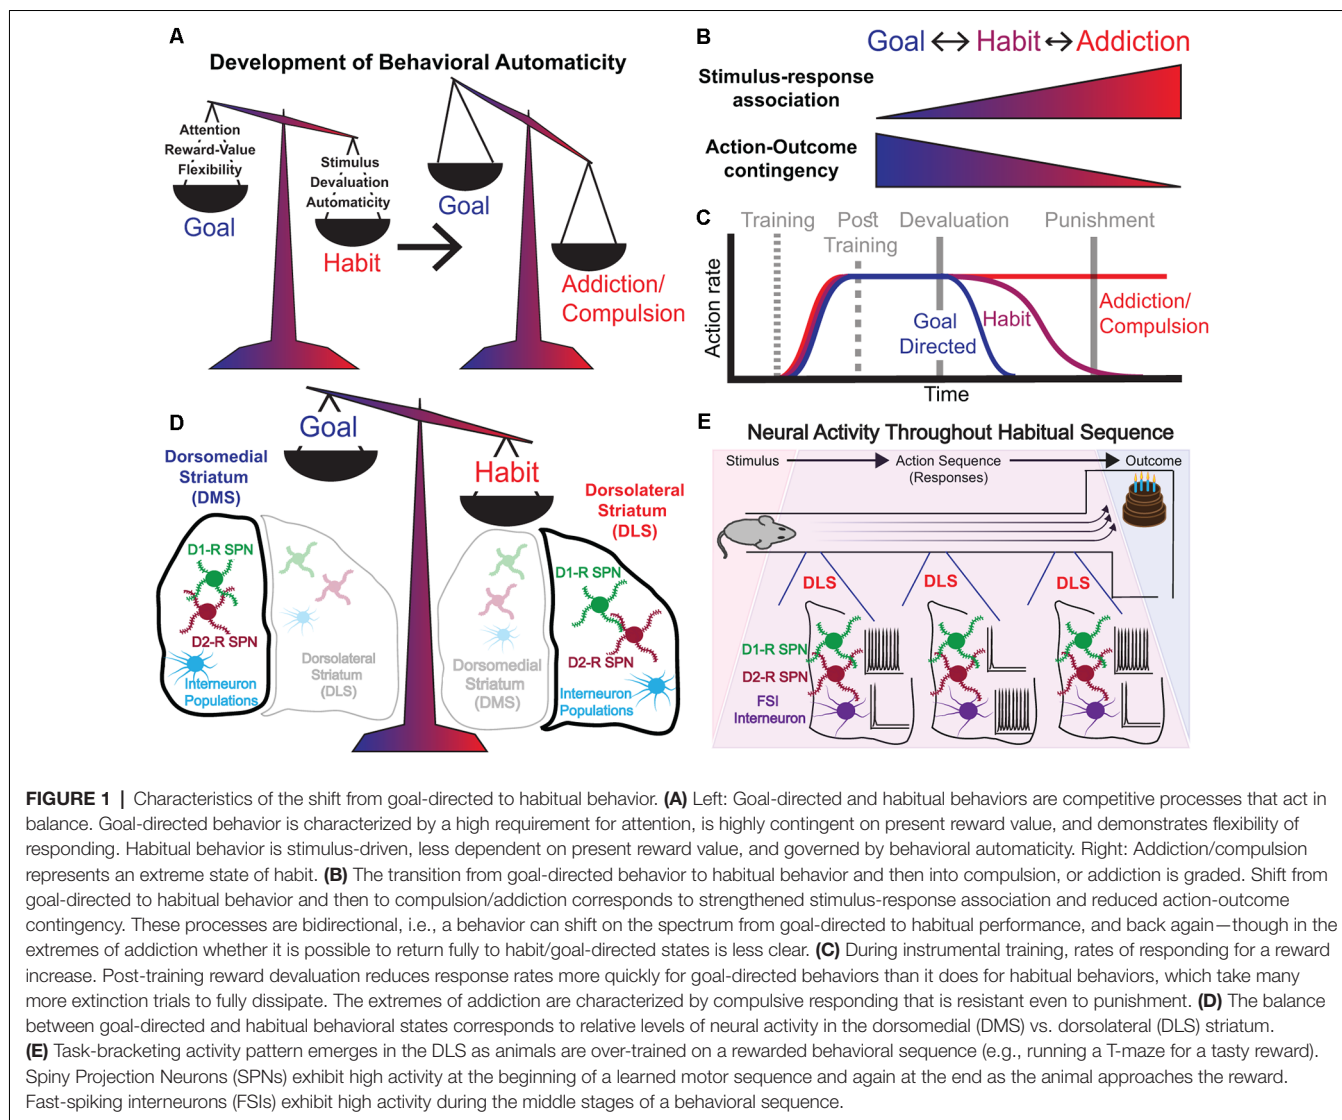 A
Development of Behavioral Automaticity
Attention
Reward-Value
Flexibility
Goal
Stimulus
Devaluation
Automaticity
Habit
Goal
Addiction/
Compulsion
B
Goal ↔ Habit ↔ Addiction
Stimulus-response
association
Action-Outcome
contingency
C
Training
Post
Training
Devaluation
Punishment
Action rate
Goal
Directed
Habit
Addiction/
Compulsion
Time
D
Goal
Habit
Dorsomedial
Striatum
(DMS)
D1-R SPN
D2-R SPN
Interneuron
Populations
Dorsolateral
Striatum
(DLS)
Dorsomedial
Striatum
(DMS)
Dorsolateral
Striatum
(DLS)
D1-R SPN
D2-R SPN
Interneuron
Populations
E
Neural Activity Throughout Habitual Sequence
Stimulus
Action Sequence
(Responses)
Outcome
DLS
DLS
DLS
D1-R SPN
D2-R SPN
FSI
Interneuron
FIGURE 1 | Characteristics of the shift from goal-directed to habitual behavior. (A) Left: Goal-directed and habitual behaviors are competitive processes that act in
balance. Goal-directed behavior is characterized by a high requirement for attention, is highly contingent on present reward value, and demonstrates flexibility of
responding. Habitual behavior is stimulus-driven, less dependent on present reward value, and governed by behavioral automaticity. Right: Addiction/compulsion
represents an extreme state of habit. (B) The transition from goal-directed behavior to habitual behavior and then into compulsion, or addiction is graded. Shift from
goal-directed to habitual behavior and then to compulsion/addiction corresponds to strengthened stimulus-response association and reduced action-outcome
contingency. These processes are bidirectional, i.e., a behavior can shift on the spectrum from goal-directed to habitual performance, and back again—though in the
extremes of addiction whether it is possible to return fully to habit/goal-directed states is less clear. (C) During instrumental training, rates of responding for a reward
increase. Post-training reward devaluation reduces response rates more quickly for goal-directed behaviors than it does for habitual behaviors, which take many
more extinction trials to fully dissipate. The extremes of addiction are characterized by compulsive responding that is resistant even to punishment. (D) The balance
between goal-directed and habitual behavioral states corresponds to relative levels of neural activity in the dorsomedial (DMS) vs. dorsolateral (DLS) striatum.
(E) Task-bracketing activity pattern emerges in the DLS as animals are over-trained on a rewarded behavioral sequence (e.g., running a T-maze for a tasty reward).
Spiny Projection Neurons (SPNs) exhibit high activity at the beginning of a learned motor sequence and again at the end as the animal approaches the reward.
Fast-spiking interneurons (FSIs) exhibit high activity during the middle stages of a behavioral sequence.